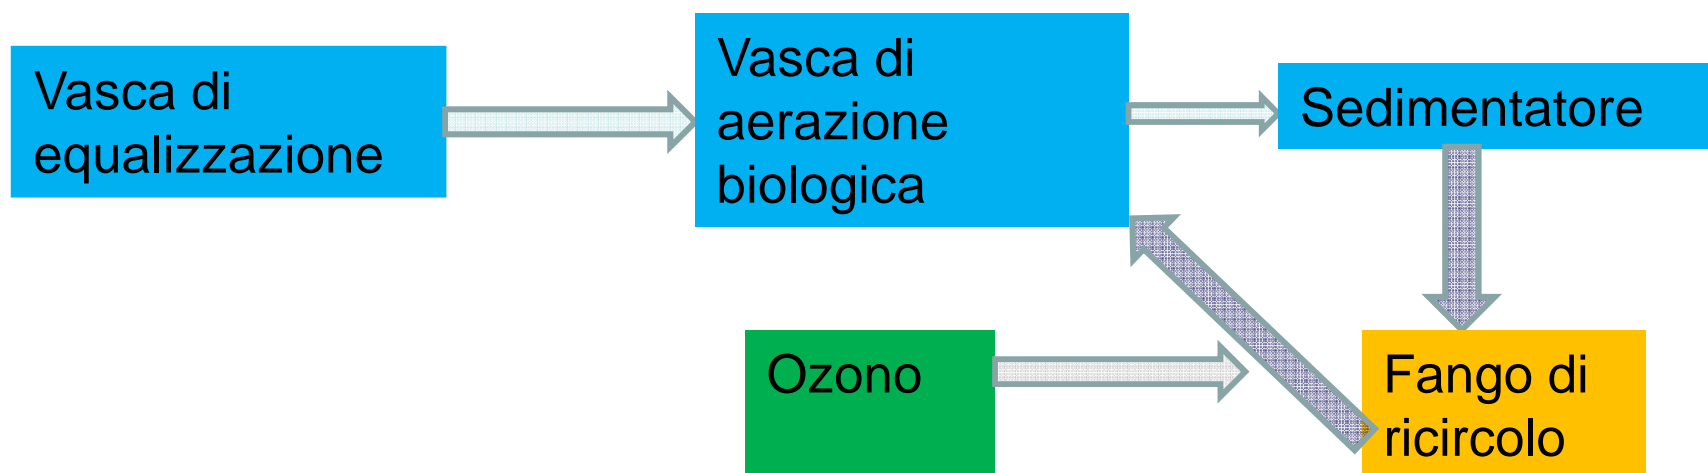 Vasca di
equalizzazione
Vasca di
aerazione
biologica
Sedimentatore
Ozono
Fango di
ricircolo